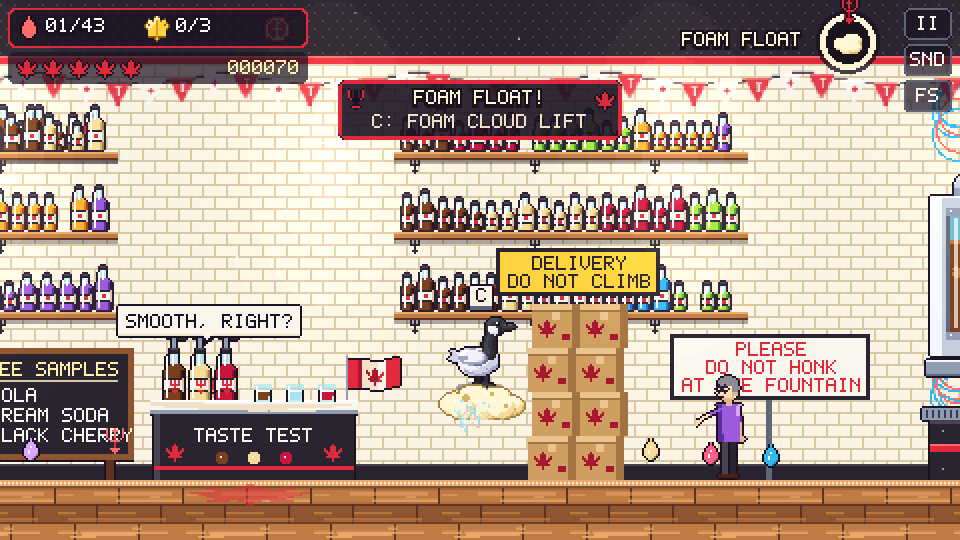 01/43 0/3
000070
FOAM FLOAT
II
SND
FS
FOAM FLOAT!
C: FOAM CLOUD LIFT
DELIVERY
DO NOT CLIMB
C
SMOOTH, RIGHT?
EE SAMPLES
OLA
REAM SODA
LACK CHERRY
TASTE TEST
PLEASE
DO NOT HONK
AT FOUNTAIN